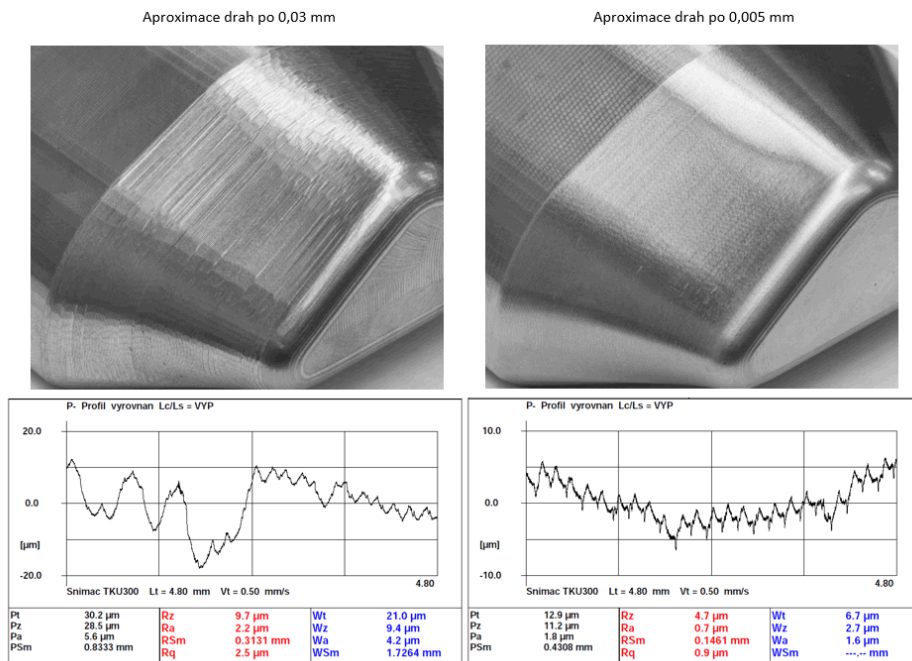 Aproximace drah po 0,03 mm
Aproximace drah po 0,005 mm
P- Profil vyrovnan Lc/Ls = VYP
20.0
0.0
[µm]
-20.0
4.80
Snimac TKU300 Lt = 4.80 mm Vt = 0.50 mm/s
Pt 30.2 µm Rz 9.7 µm Wt 21.0 µm
Pz 28.5 µm Ra 2.2 µm Wz 9.4 µm
Pa 5.6 µm RSm 0.3131 mm Wa 4.2 µm
PSm 0.8333 mm Rq 2.5 µm WSm 1.7264 mm
P- Profil vyrovnan Lc/Ls = VYP
10.0
0.0
[µm]
-10.0
4.80
Snimac TKU300 Lt = 4.80 mm Vt = 0.50 mm/s
Pt 12.9 µm Rz 4.7 µm Wt 6.7 µm
Pz 11.2 µm Ra 0.7 µm Wz 2.7 µm
Pa 1.8 µm RSm 0.1461 mm Wa 1.6 µm
PSm 0.4308 mm Rq 0.9 µm WSm ---.-- mm